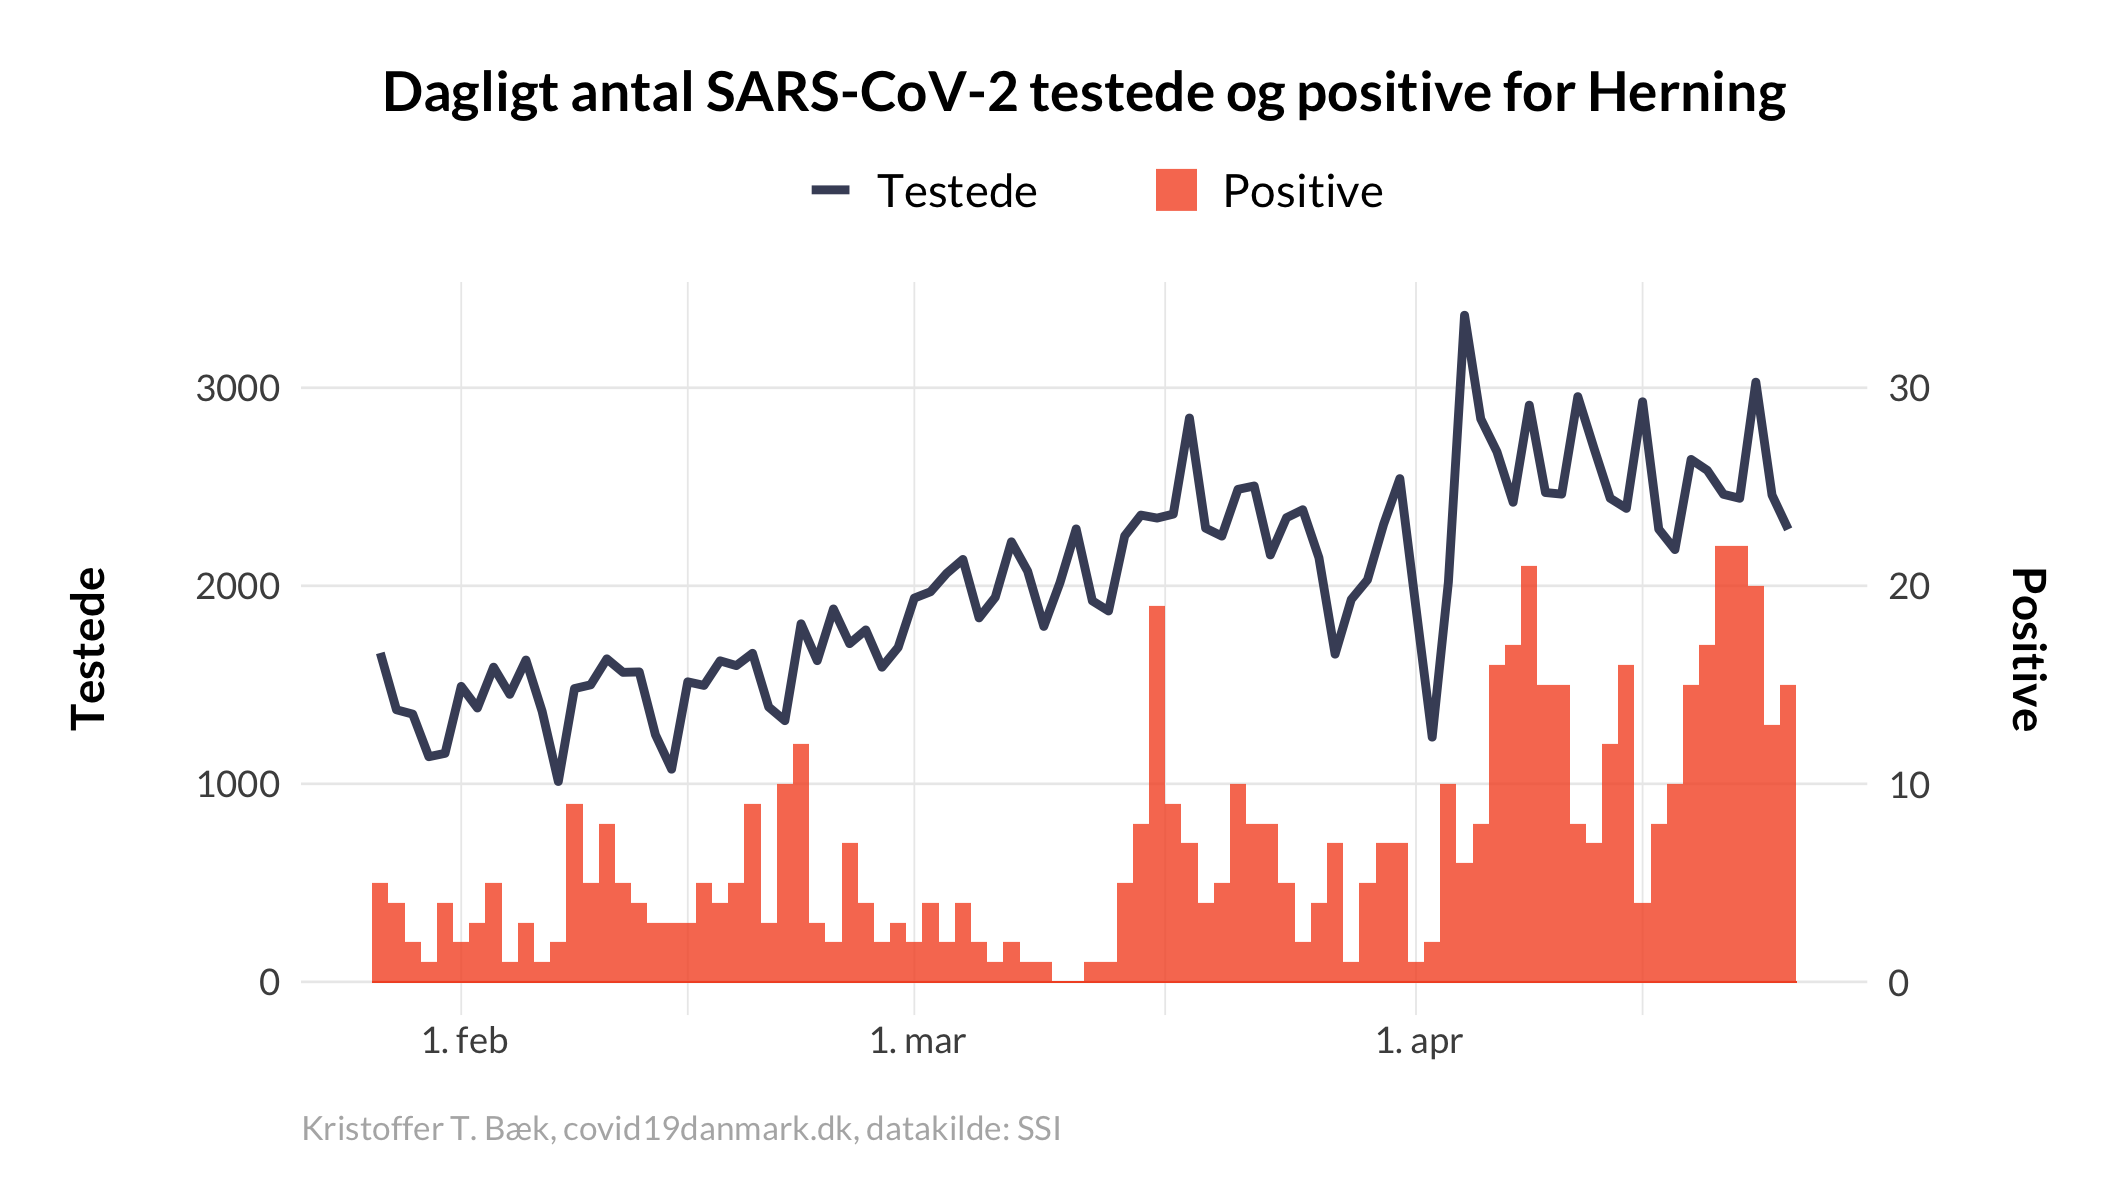 Dagligt antal SARS-CoV-2 testede og positive for Herning
Testede
Positive
3000
2000
1000
0
Testede
30
20
10
0
Positive
1. feb
1. mar
1. apr
Kristoffer T. Bæk, covid19danmark.dk, datakilde: SSI